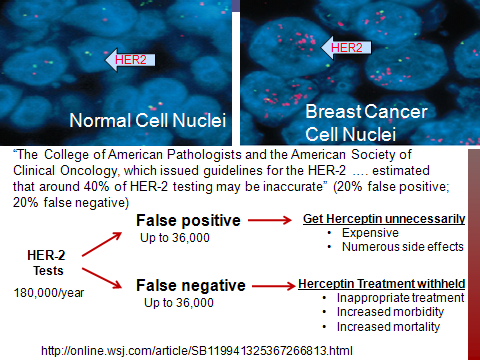 HER2
HER2
Normal Cell Nuclei
Breast Cancer
Cell Nuclei
“The College of American Pathologists and the American Society of
Clinical Oncology, which issued guidelines for the HER-2 .... estimated
that around 40% of HER-2 testing may be inaccurate” (20% false positive;
20% false negative)
False positive
Up to 36,000
Get Herceptin unnecessarily
• Expensive
• Numerous side effects
HER-2
Tests
180,000/year
False negative
Up to 36,000
Herceptin Treatment withheld
• Inappropriate treatment
• Increased morbidity
• Increased mortality
http://online.wsj.com/article/SB119941325367266813.html